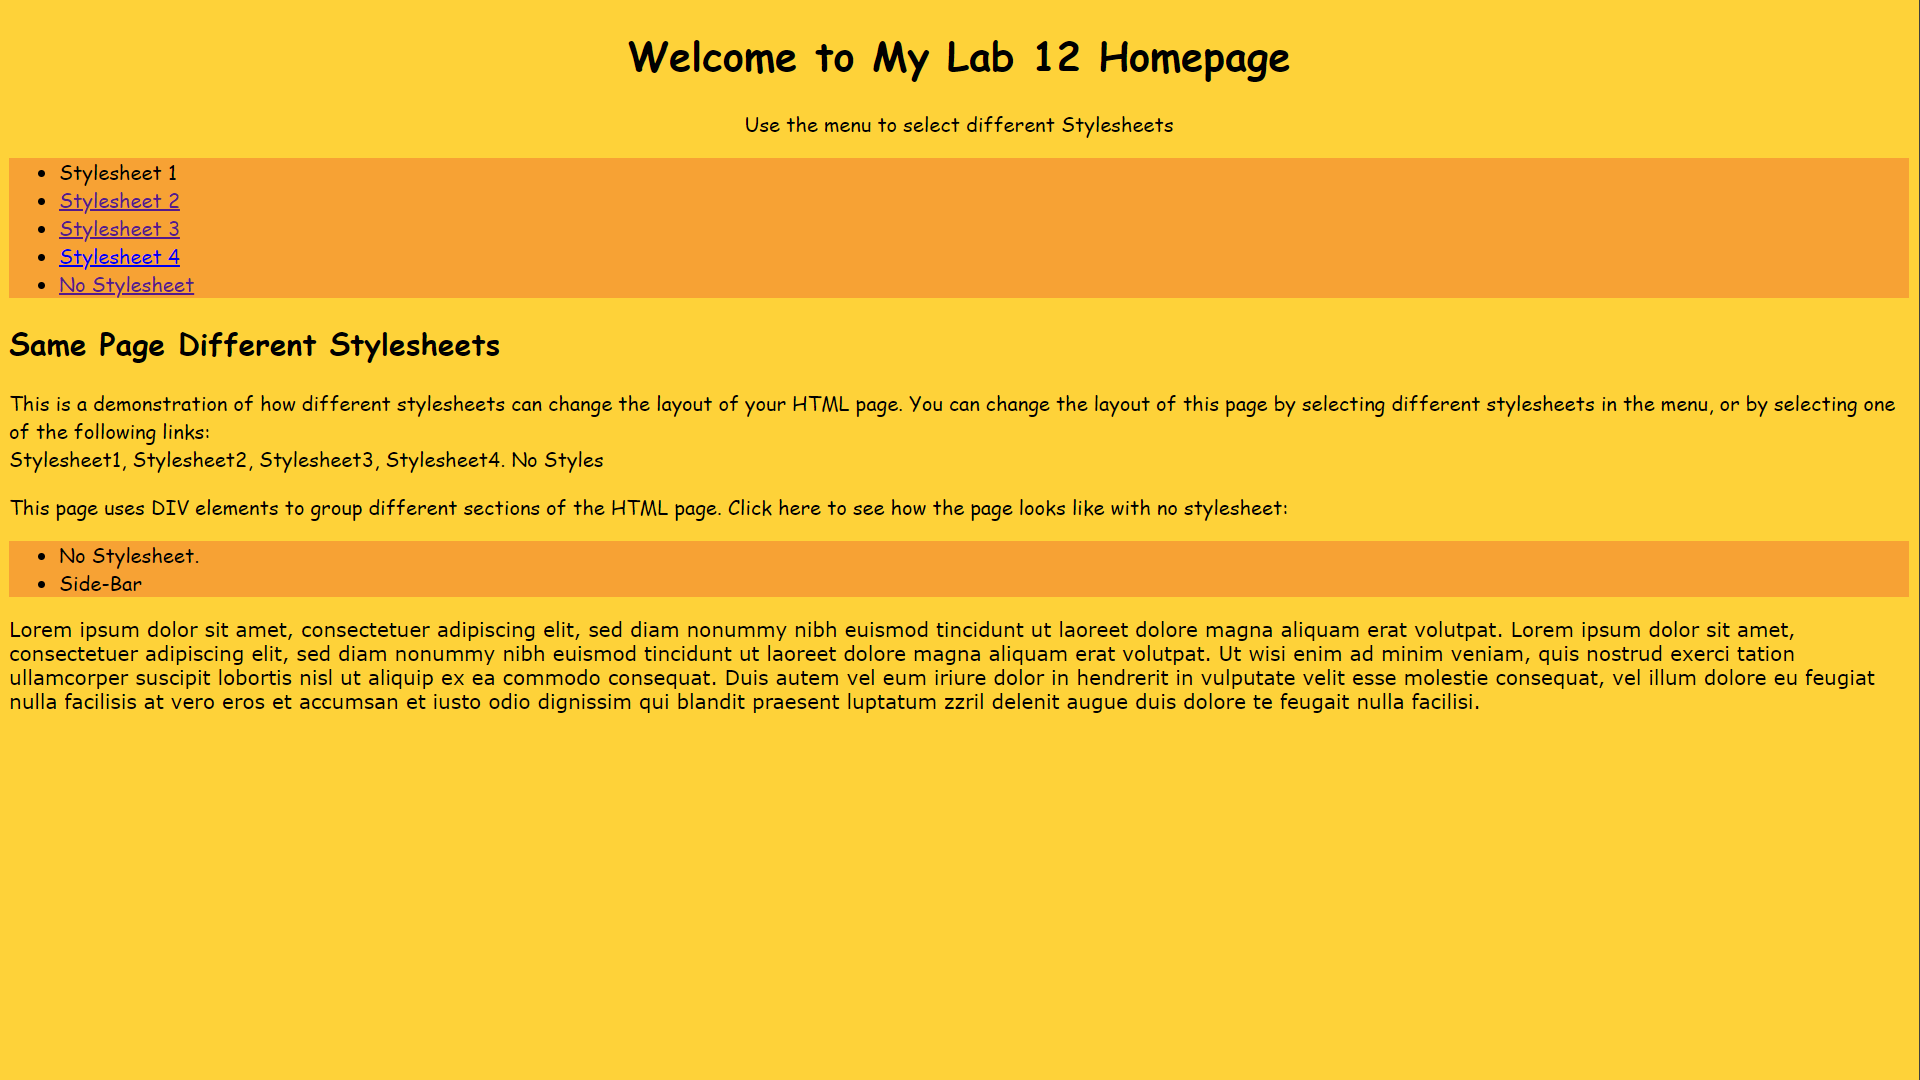 Welcome to My Lab 12 Homepage
Use the menu to select different Stylesheets
Stylesheet 1
Stylesheet 2
Stylesheet 3
Stylesheet 4
No Stylesheet
Same Page Different Stylesheets
This is a demonstration of how different stylesheets can change the layout of your HTML page. You can change the layout of this page by selecting different stylesheets in the menu, or by selecting one
of the following links:
Stylesheet1, Stylesheet2, Stylesheet3, Stylesheet4. No Styles
This page uses DIV elements to group different sections of the HTML page. Click here to see how the page looks like with no stylesheet:
No Stylesheet.
Side-Bar
Lorem ipsum dolor sit amet, consectetuer adipiscing elit, sed diam nonummy nibh euismod tincidunt ut laoreet dolore magna aliquam erat volutpat. Lorem ipsum dolor sit amet,
consectetuer adipiscing elit, sed diam nonummy nibh euismod tincidunt ut laoreet dolore magna aliquam erat volutpat. Ut wisi enim ad minim veniam, quis nostrud exerci tation
ullamcorper suscipit lobortis nisl ut aliquip ex ea commodo consequat. Duis autem vel eum iriure dolor in hendrerit in vulputate velit esse molestie consequat, vel illum dolore eu feugiat
nulla facilisis at vero eros et accumsan et iusto odio dignissim qui blandit praesent luptatum zzril delenit augue duis dolore te feugait nulla facilisi.